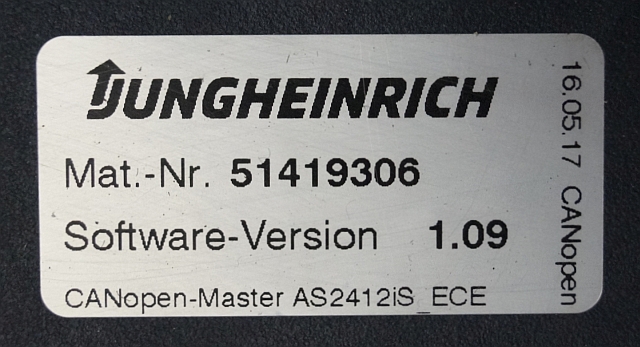 JUNGHEINRICH
Mat.-Nr. 51419306
Software-Version 1.09
CANopen-Master AS2412iS_ECE
16.05.17 CANopen